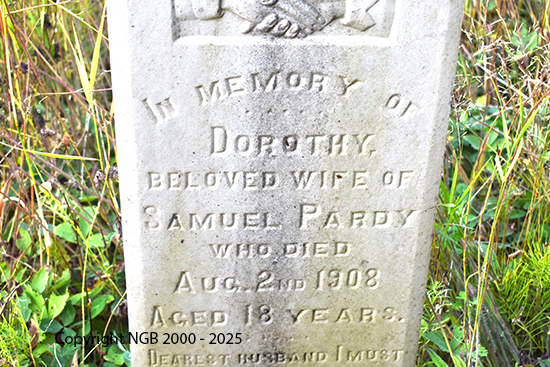 In Memory of
Dorothy,
beloved wife of
Samuel Pardy
who died
Aug. 2nd 1908
Aged 18 years.
Dearest husband I must
Copyright
NGB 2000 - 2025